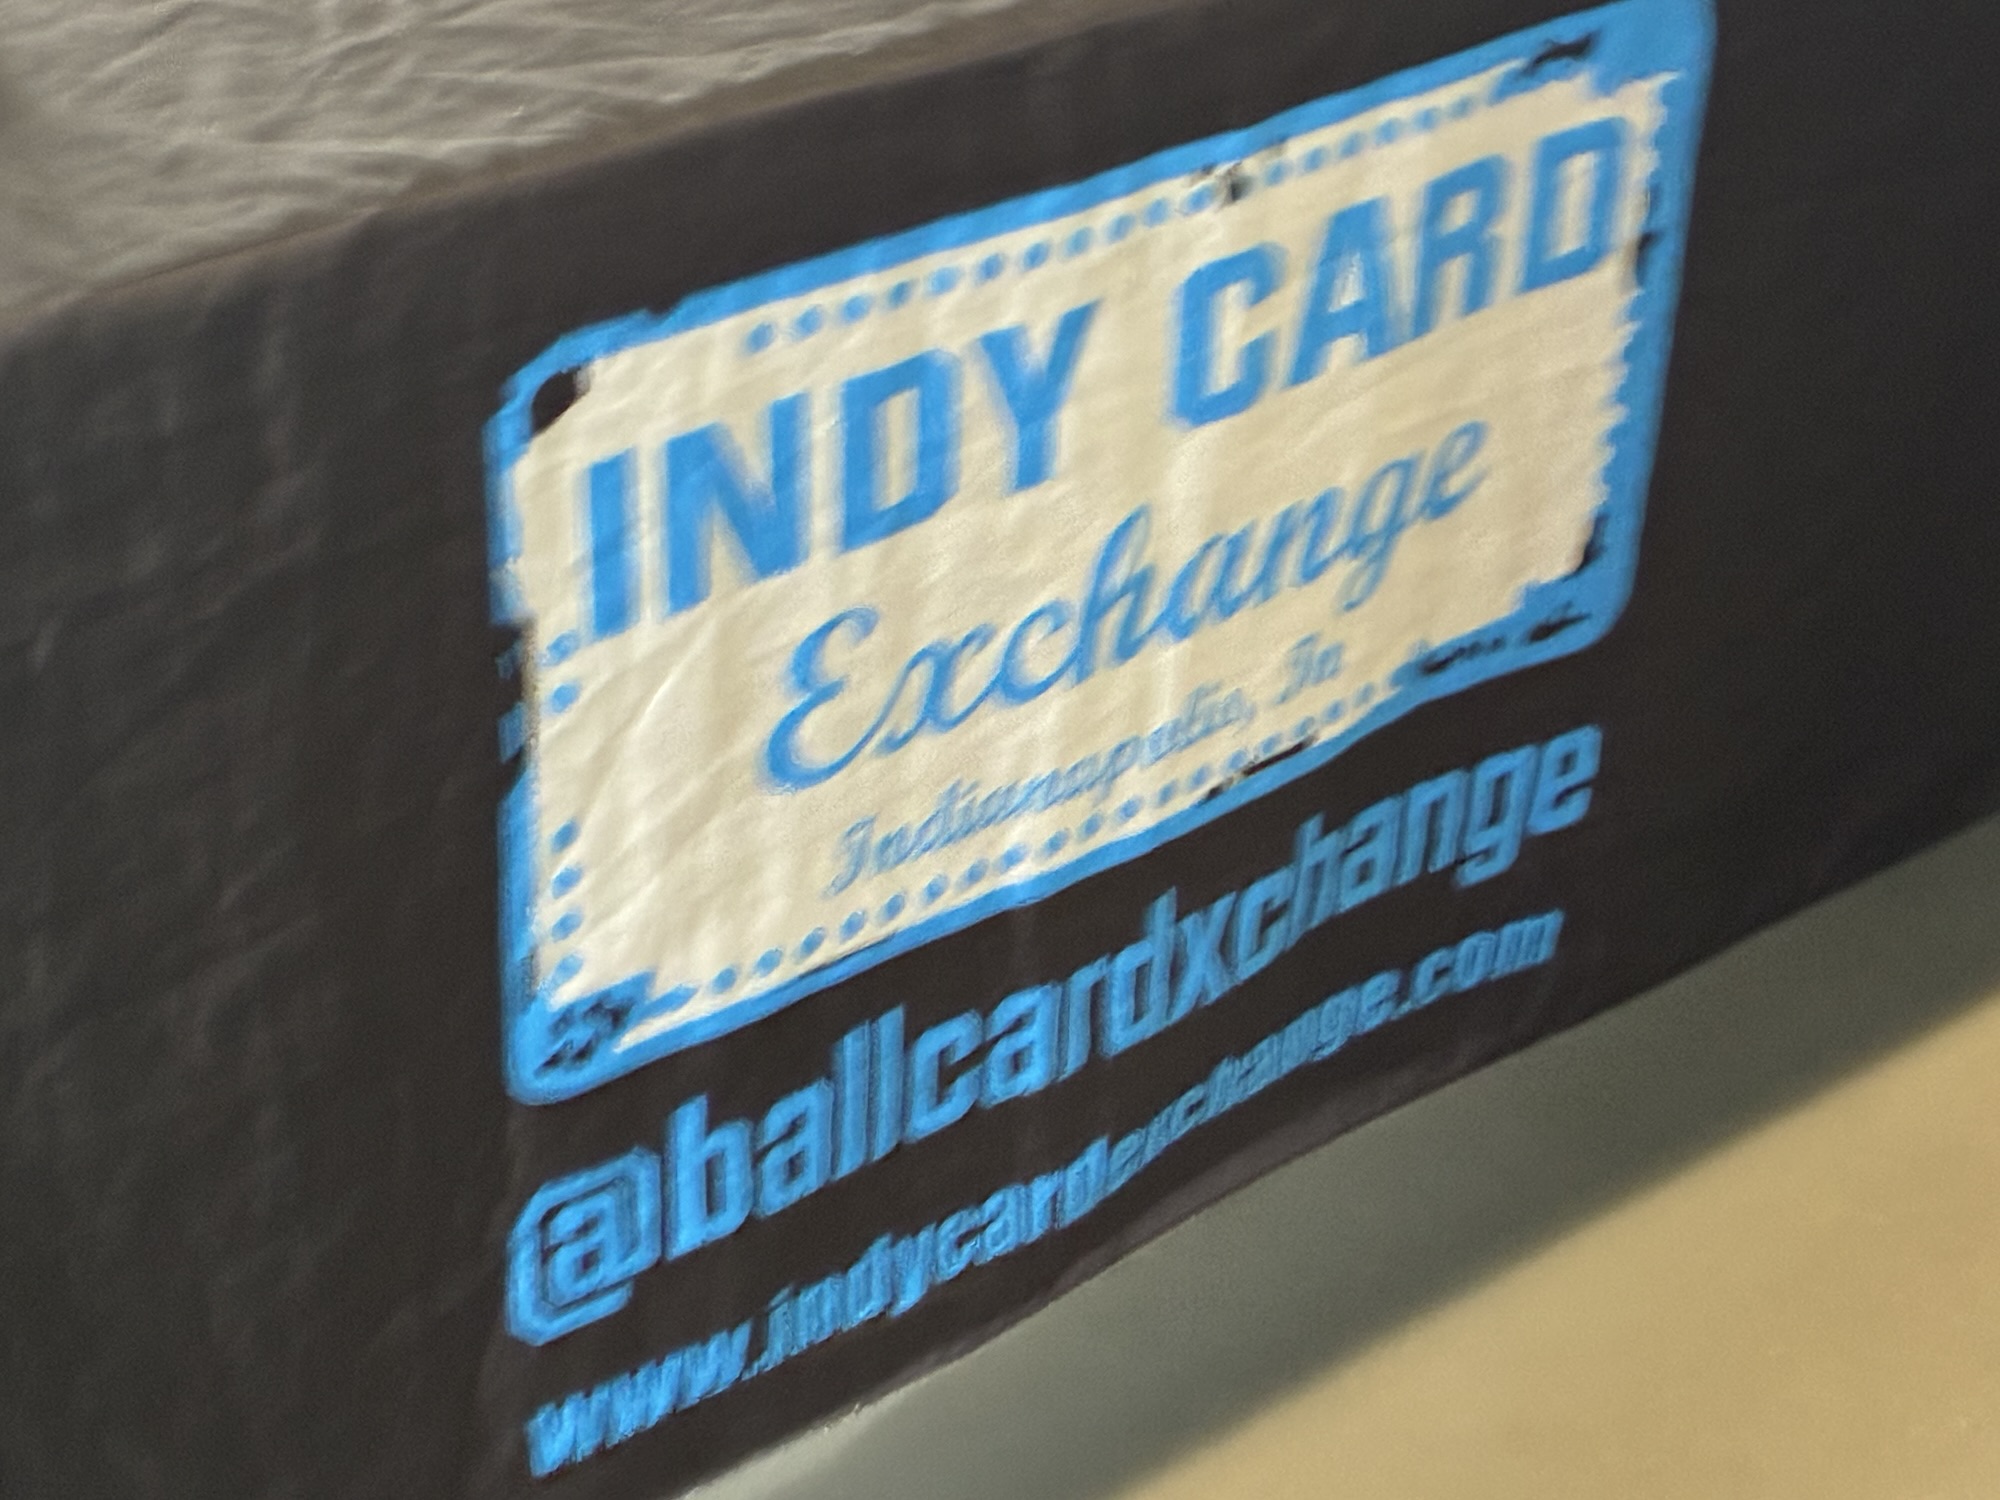 INDY CARD
Exchange
Indianapolis, In
@ballcardxchange
www.indycardexchange.com